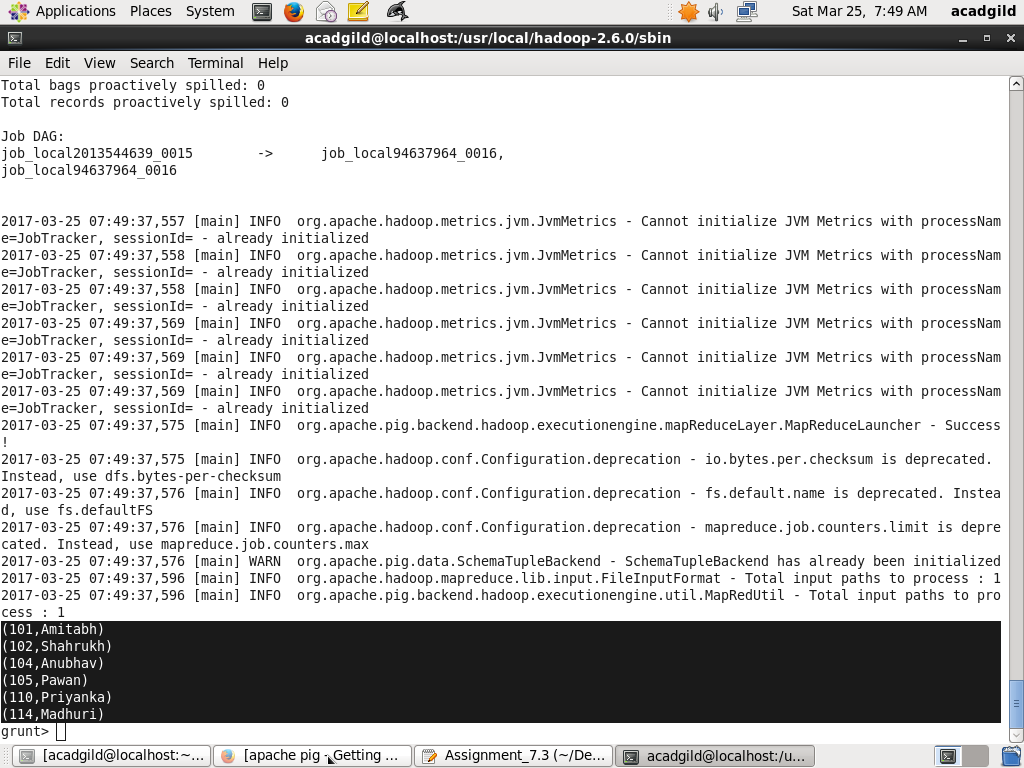 Applications Places System Sat Mar 25, 7:49 AM acadgild
acadgild@localhost:/usr/local/hadoop-2.6.0/sbin
File Edit View Search Terminal Help
Total bags proactively spilled: 0
Total records proactively spilled: 0
Job DAG:
job_local2013544639_0015 -> job_local94637964_0016,
job_local94637964_0016
2017-03-25 07:49:37,557 [main] INFO org.apache.hadoop.metrics.jvm.JvmMetrics - Cannot initialize JVM Metrics with processNam
e=JobTracker, sessionId= - already initialized
2017-03-25 07:49:37,558 [main] INFO org.apache.hadoop.metrics.jvm.JvmMetrics - Cannot initialize JVM Metrics with processNam
e=JobTracker, sessionId= - already initialized
2017-03-25 07:49:37,558 [main] INFO org.apache.hadoop.metrics.jvm.JvmMetrics - Cannot initialize JVM Metrics with processNam
e=JobTracker, sessionId= - already initialized
2017-03-25 07:49:37,569 [main] INFO org.apache.hadoop.metrics.jvm.JvmMetrics - Cannot initialize JVM Metrics with processNam
e=JobTracker, sessionId= - already initialized
2017-03-25 07:49:37,569 [main] INFO org.apache.hadoop.metrics.jvm.JvmMetrics - Cannot initialize JVM Metrics with processNam
e=JobTracker, sessionId= - already initialized
2017-03-25 07:49:37,569 [main] INFO org.apache.hadoop.metrics.jvm.JvmMetrics - Cannot initialize JVM Metrics with processNam
e=JobTracker, sessionId= - already initialized
2017-03-25 07:49:37,575 [main] INFO org.apache.pig.backend.hadoop.executionengine.mapReduceLayer.MapReduceLauncher - Success
!
2017-03-25 07:49:37,575 [main] INFO org.apache.hadoop.conf.Configuration.deprecation - io.bytes.per.checksum is deprecated.
Instead, use dfs.bytes-per-checksum
2017-03-25 07:49:37,576 [main] INFO org.apache.hadoop.conf.Configuration.deprecation - fs.default.name is deprecated. Instea
d, use fs.defaultFS
2017-03-25 07:49:37,576 [main] INFO org.apache.hadoop.conf.Configuration.deprecation - mapreduce.job.counters.limit is depre
cated. Instead, use mapreduce.job.counters.max
2017-03-25 07:49:37,576 [main] WARN org.apache.pig.data.SchemaTupleBackend - SchemaTupleBackend has already been initialized
2017-03-25 07:49:37,596 [main] INFO org.apache.hadoop.mapreduce.lib.input.FileInputFormat - Total input paths to process : 1
2017-03-25 07:49:37,596 [main] INFO org.apache.pig.backend.hadoop.executionengine.util.MapRedUtil - Total input paths to pro
cess : 1
(101,Amitabh)
(102,Shahrukh)
(104,Anubhav)
(105,Pawan)
(110,Priyanka)
(114,Madhuri)
grunt>
[acadgild@localhost:~... [apache pig - Getting ... Assignment_7.3 (~/De... acadgild@localhost:/u...